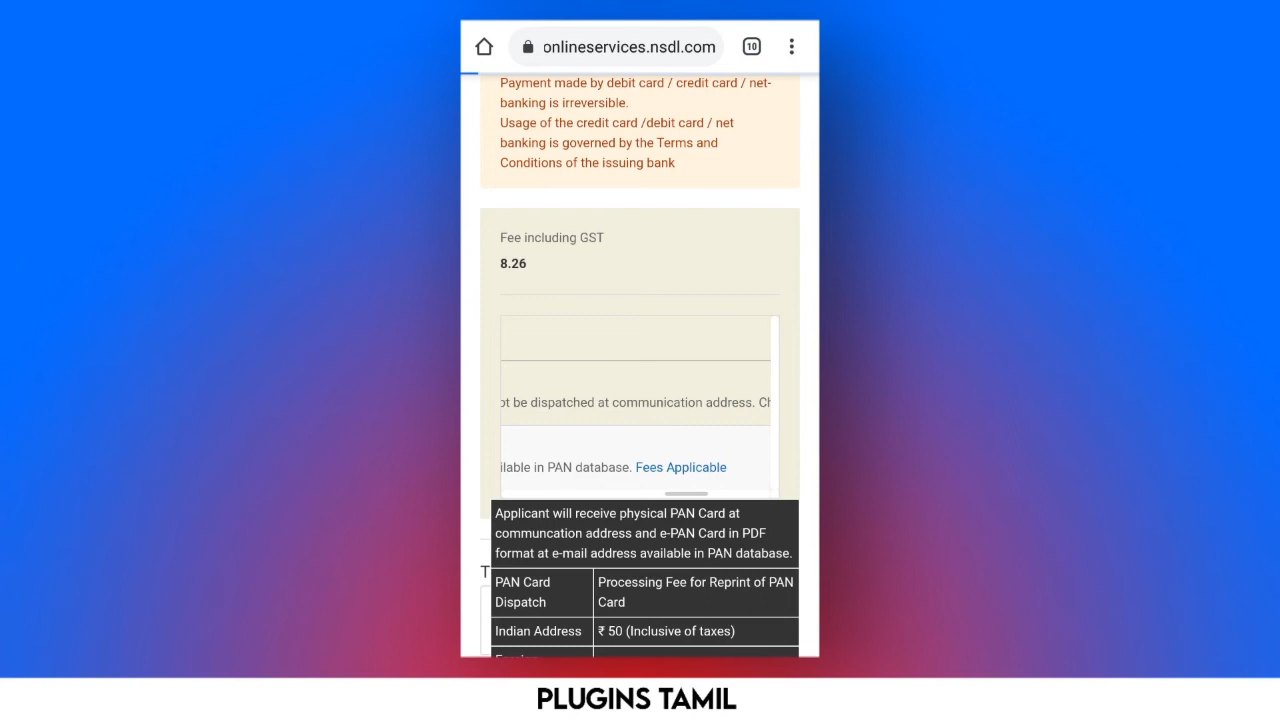 onlineservices.nsdl.com
10
Payment made by debit card / credit card / net-
banking is irreversible.
Usage of the credit card /debit card / net
banking is governed by the Terms and
Conditions of the issuing bank
Fee including GST
8.26
ot be dispatched at communication address. Ch
ilable in PAN database. Fees Applicable
Applicant will receive physical PAN Card at
communcation address and e-PAN Card in PDF
format at e-mail address available in PAN database.
T
PAN Card
Dispatch
Processing Fee for Reprint of PAN
Card
Indian Address
₹ 50 (Inclusive of taxes)
PLUGINS TAMIL